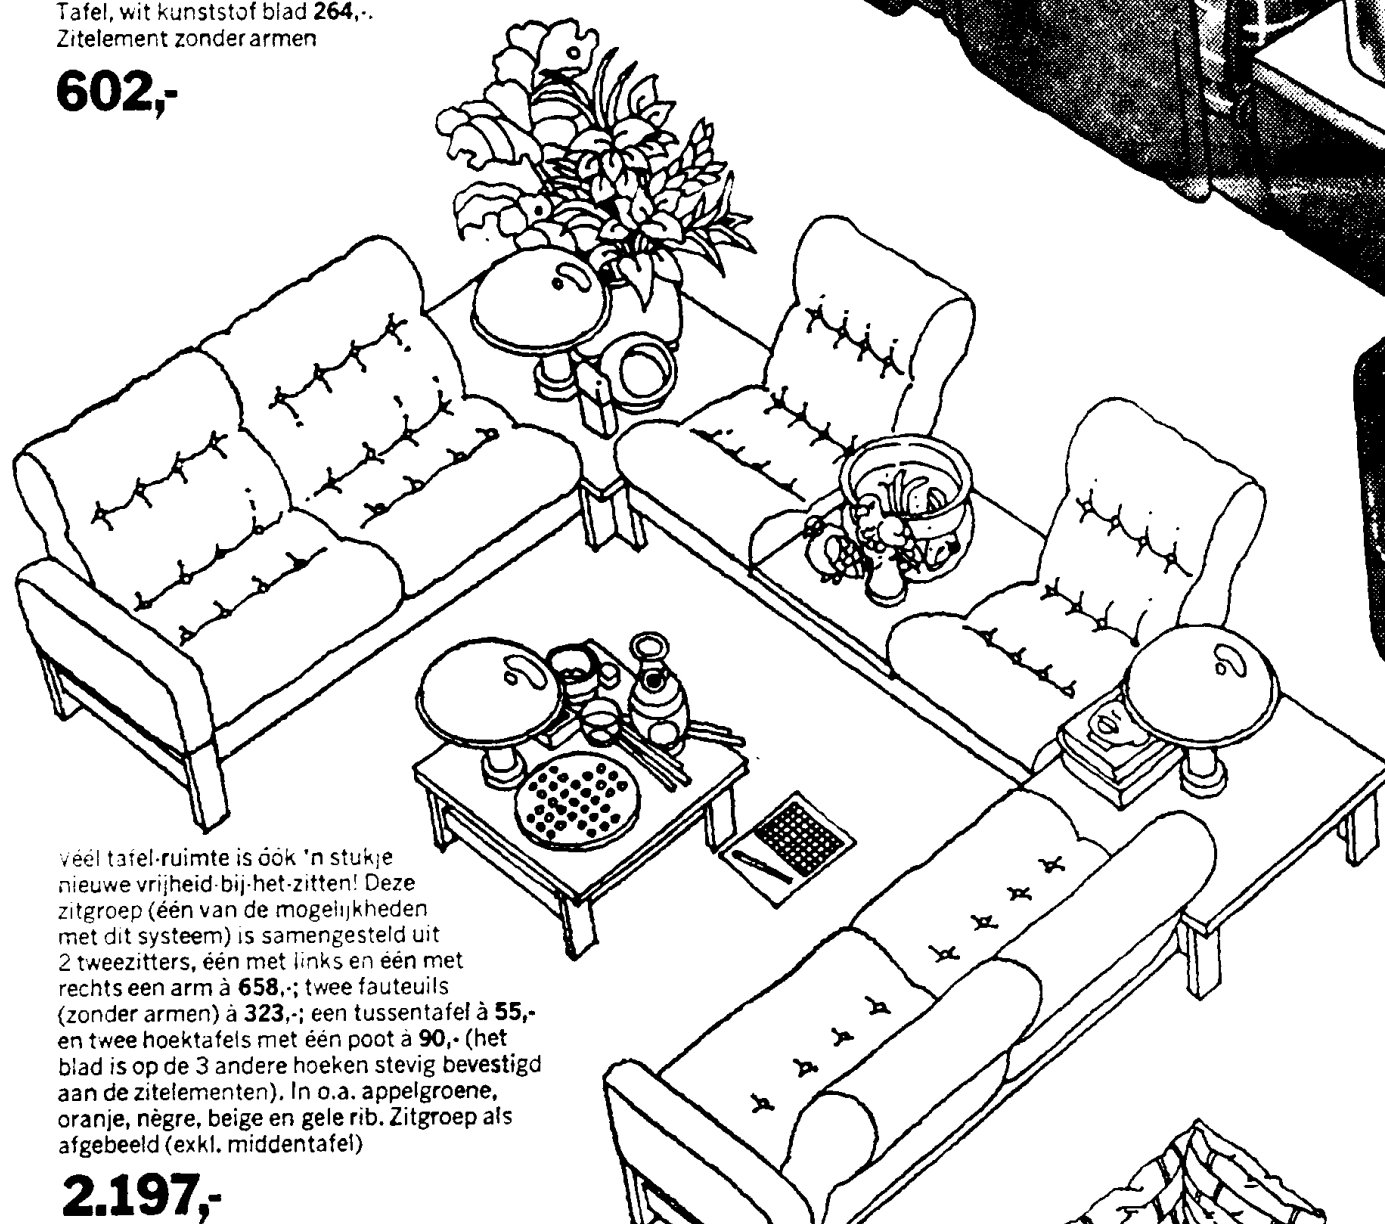 Tafel, wit kunststof blad 264,-.
Zitelement zonder armen
602,-
véél tafel-ruimte is óók 'n stukje
nieuwe vrijheid-bij-het-zitten! Deze
zitgroep (één van de mogelijkheden
met dit systeem) is samengesteld uit
2 tweezitters, één met links en één met
rechts een arm à 658,-; twee fauteuils
(zonder armen) à 323,-; een tussentafel à 55,-
en twee hoektafels met één poot à 90,- (het
blad is op de 3 andere hoeken stevig bevestigd
aan de zitelementen). In o.a. appelgroene,
oranje, nègre, beige en gele rib. Zitgroep als
afgebeeld (exkl. middentafel)
2.197,-